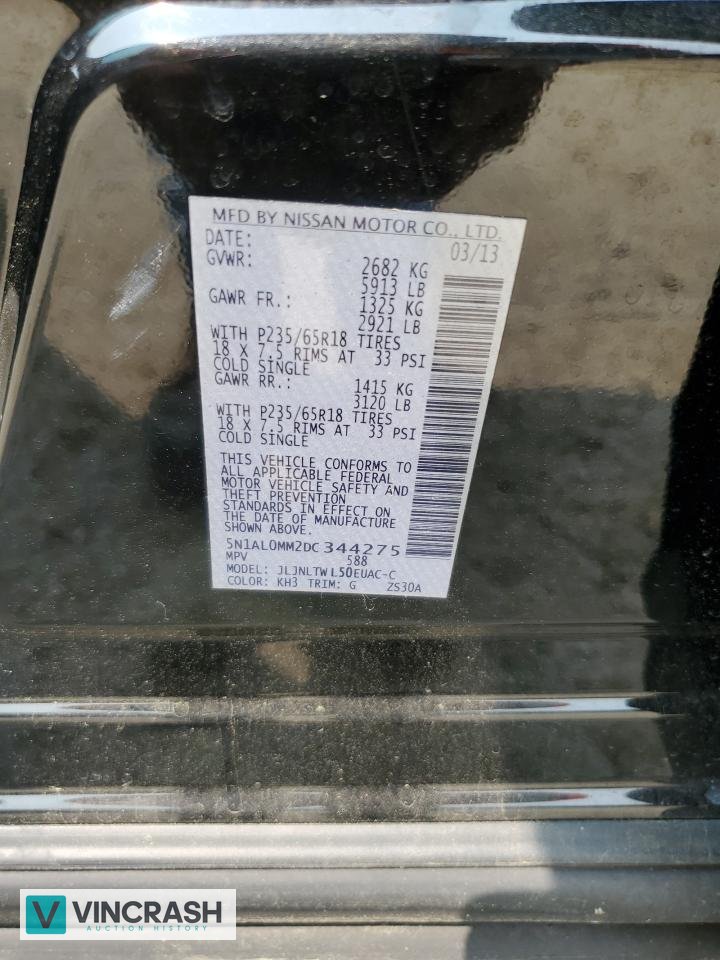 MFD BY NISSAN MOTOR CO., LTD.
DATE: 03/13
GVWR: 2682 KG
5913 LB
GAWR FR.: 1325 KG
2921 LB
WITH P235/65R18 TIRES
18 X 7.5 RIMS AT 33 PSI
COLD SINGLE
GAWR RR.: 1415 KG
3120 LB
WITH P235/65R18 TIRES
18 X 7.5 RIMS AT 33 PSI
COLD SINGLE
THIS VEHICLE CONFORMS TO
ALL APPLICABLE FEDERAL
MOTOR VEHICLE SAFETY AND
THEFT PREVENTION
STANDARDS IN EFFECT ON
THE DATE OF MANUFACTURE
SHOWN ABOVE.
5N1AL0MM2DC344275
MPV 588
MODEL: JLJNLTWL50EUAC-C
COLOR: KH3 TRIM: G ZS30A
V VINCRASH
AUCTION HISTORY